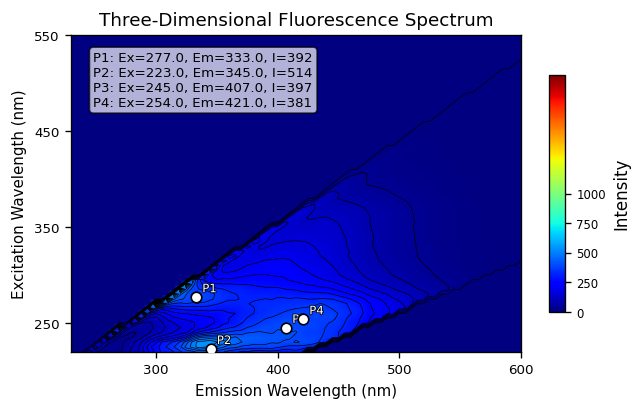 Three-Dimensional Fluorescence Spectrum
P1: Ex=277.0, Em=333.0, I=392
P2: Ex=223.0, Em=345.0, I=514
P3: Ex=245.0, Em=407.0, I=397
P4: Ex=254.0, Em=421.0, I=381
550
450
350
250
Excitation Wavelength (nm)
P1
P2
P4
300
400
500
600
Emission Wavelength (nm)
1000
750
500
250
0
Intensity